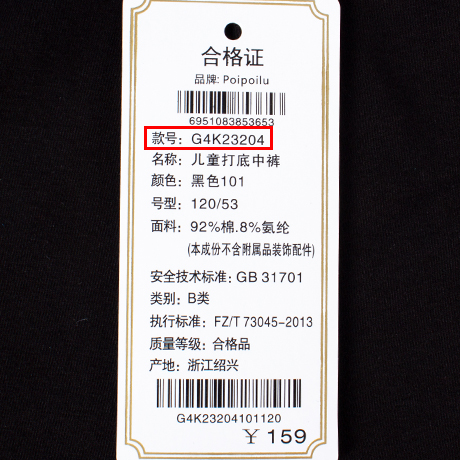 合格证
品牌: Poipoilu
6951083853653
款号: G4K23204
名称: 儿童打底中裤
颜色: 黑色101
号型: 120/53
面料: 92%棉.8%氨纶
(本成份不含附属品装饰配件)
安全技术标准: GB 31701
类别: B类
执行标准: FZ/T 73045-2013
质量等级: 合格品
产地: 浙江绍兴
G4K23204101120
¥ 159